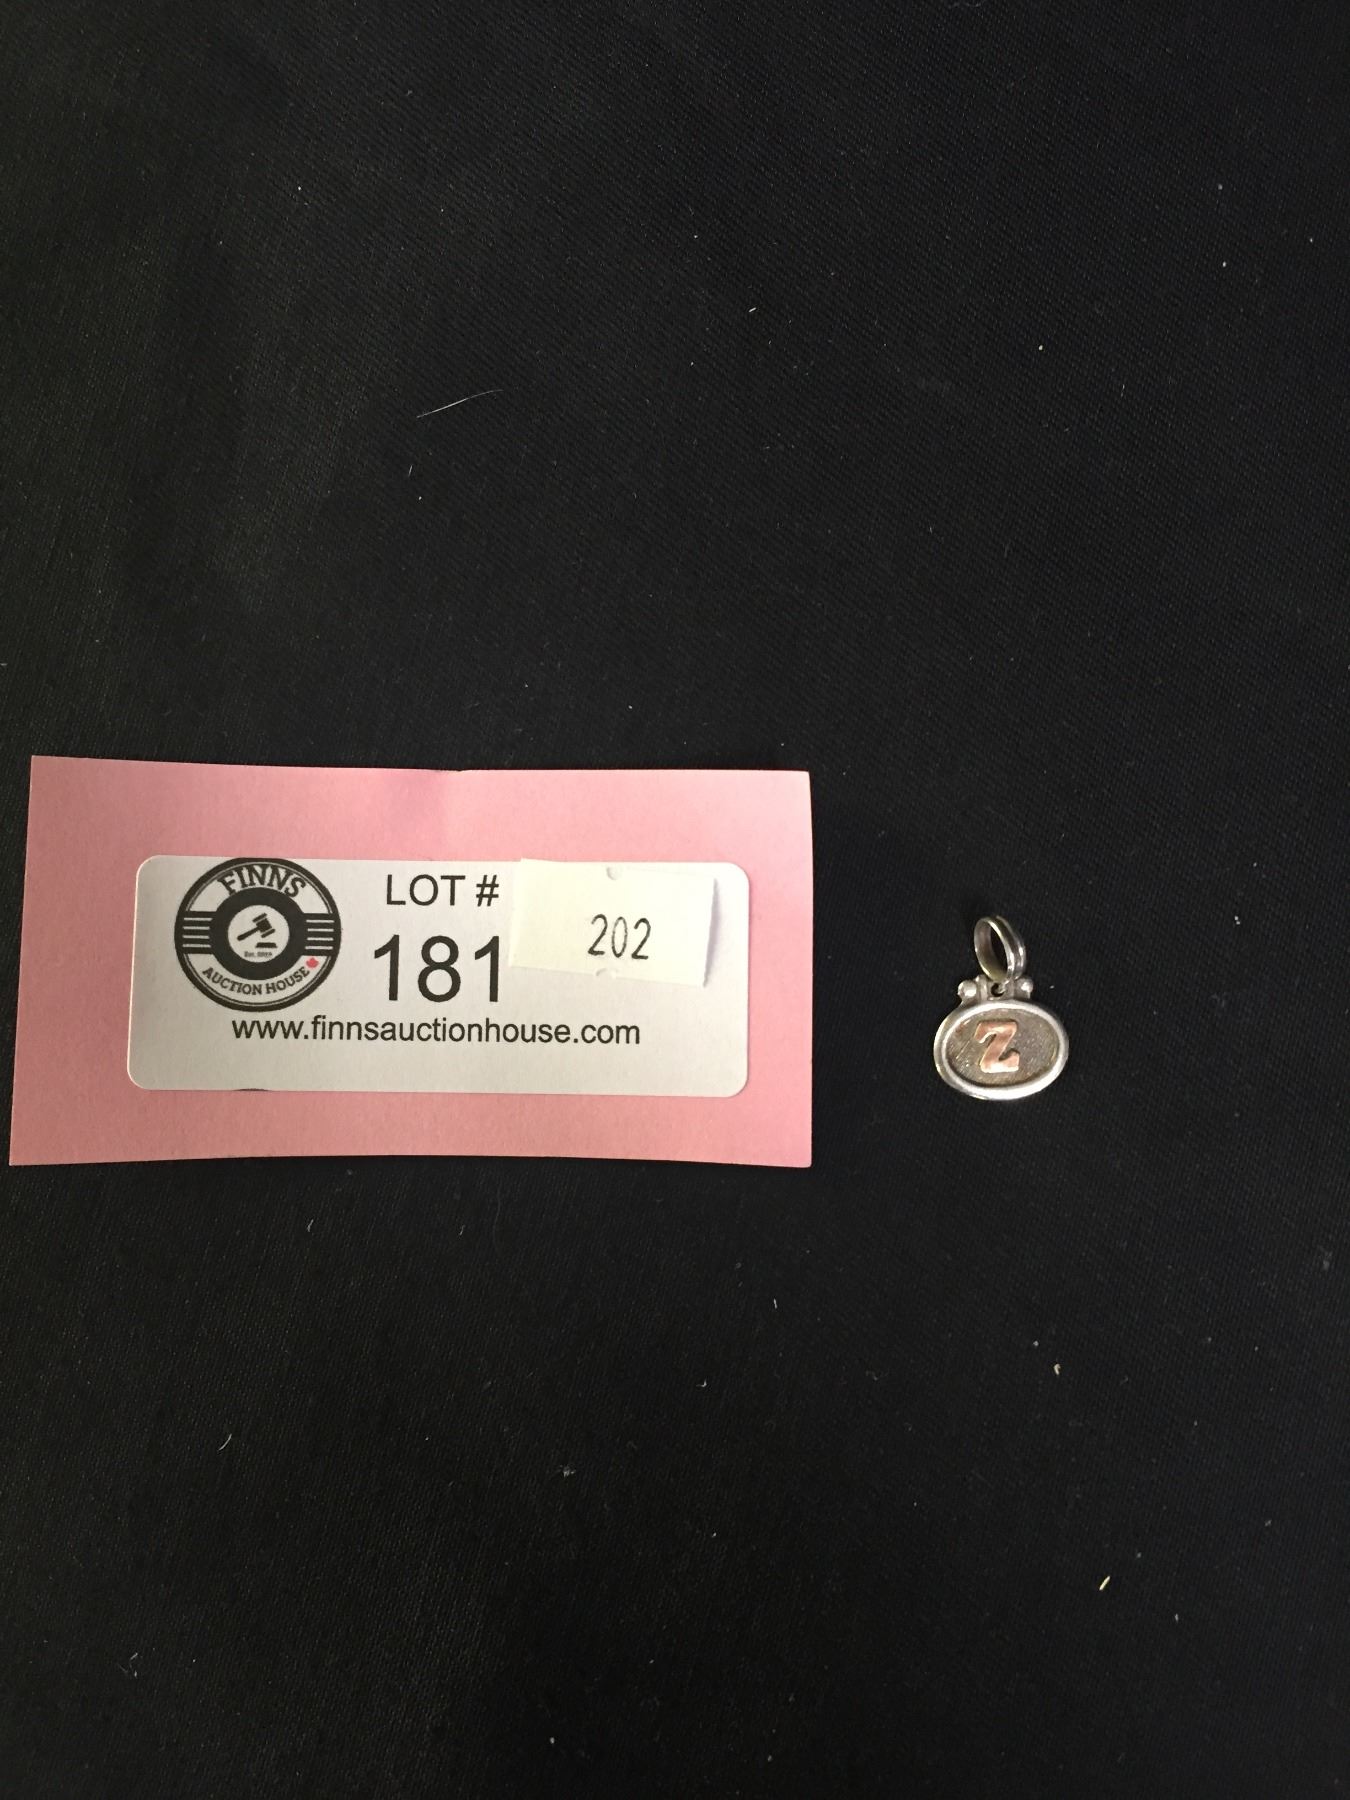 FINNS
AUCTION HOUSE
LOT #
181
202
www.finnsauctionhouse.com
Z